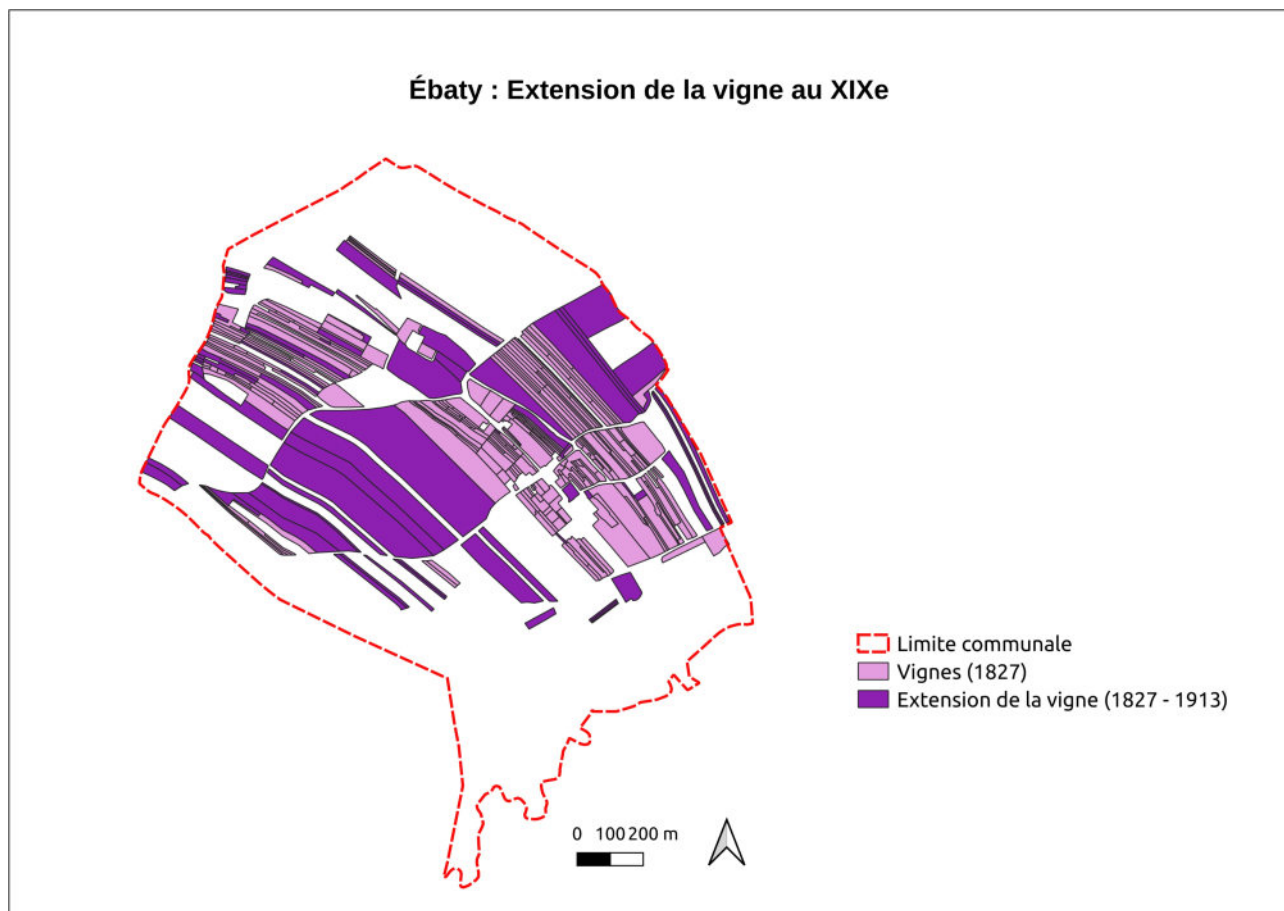 Ébaty : Extension de la vigne au XIXe
Limite communale
Vignes (1827)
Extension de la vigne (1827 - 1913)
0 100 200 m